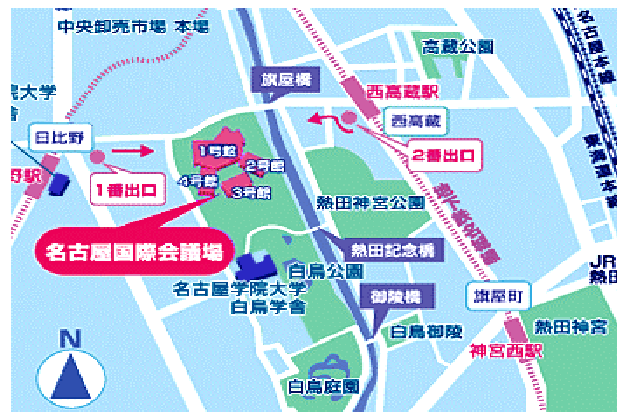 中央卸売市場 本場
高蔵公園
名古屋本線
旗屋橋
院大学
舎
西高蔵駅
西高蔵
日比野
1号館
2号館
2番出口
野駅
1番出口
4号館
3号館
東海道本線
熱田神宮公園
名古屋国際会議場
熱田記念橋
白鳥公園
JR
熱田
名古屋学院大学
白鳥学舎
御陵橋
旗屋町
白鳥御陵
熱田神宮
N
神宮西駅
白鳥庭園